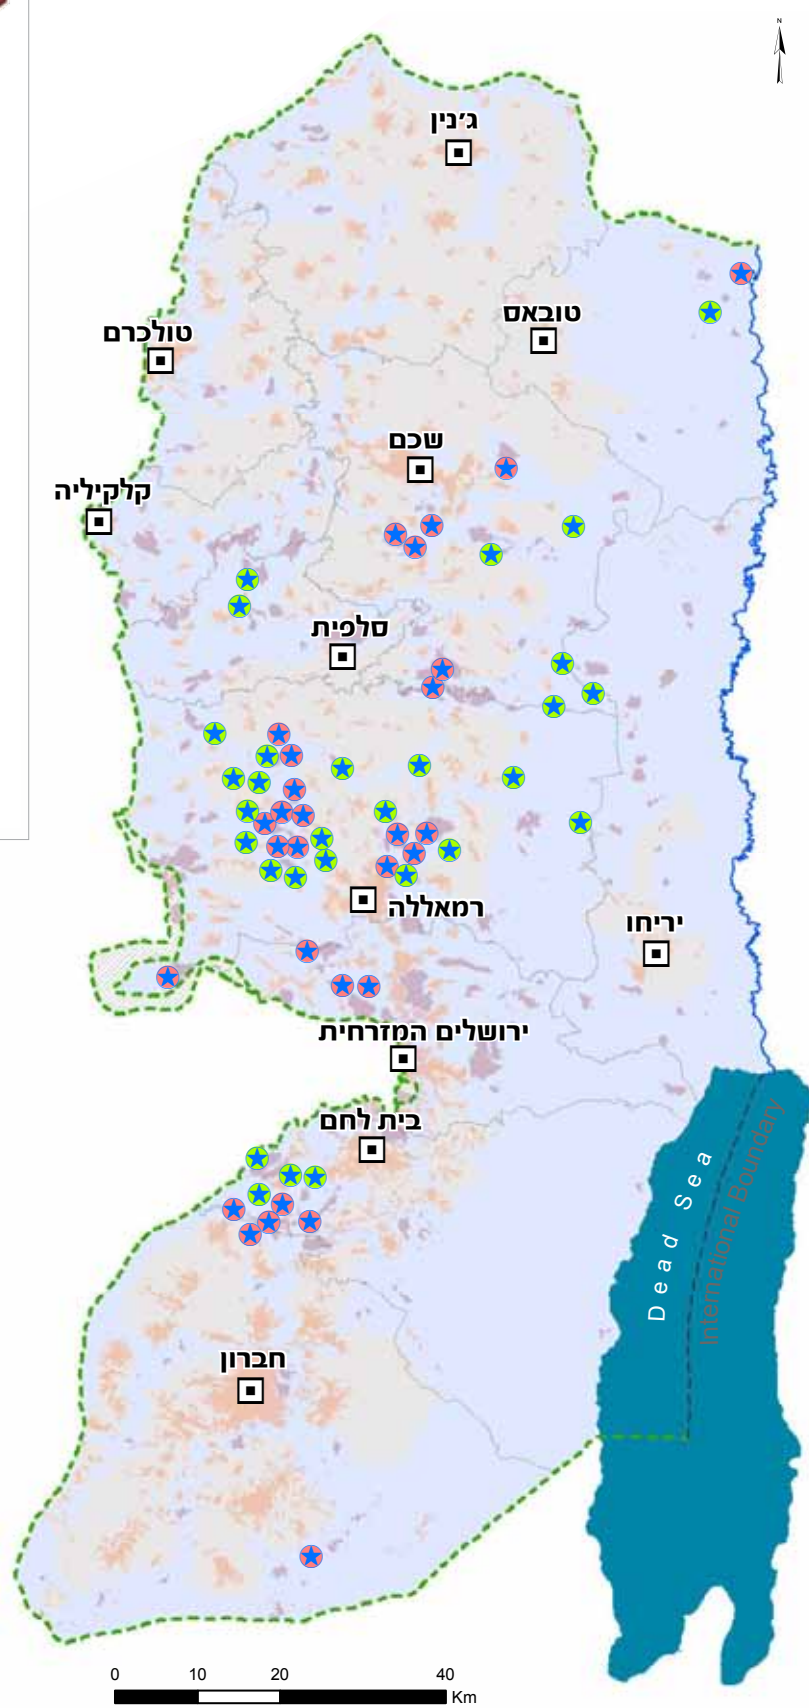 N
ג'נין
טובאס
טולכרם
שכם
קלקיליה
סלפית
רמאללה
יריחו
ירושלים המזרחית
בית לחם
Dead Sea
International Boundary
חברון
0 10 20 40
Km